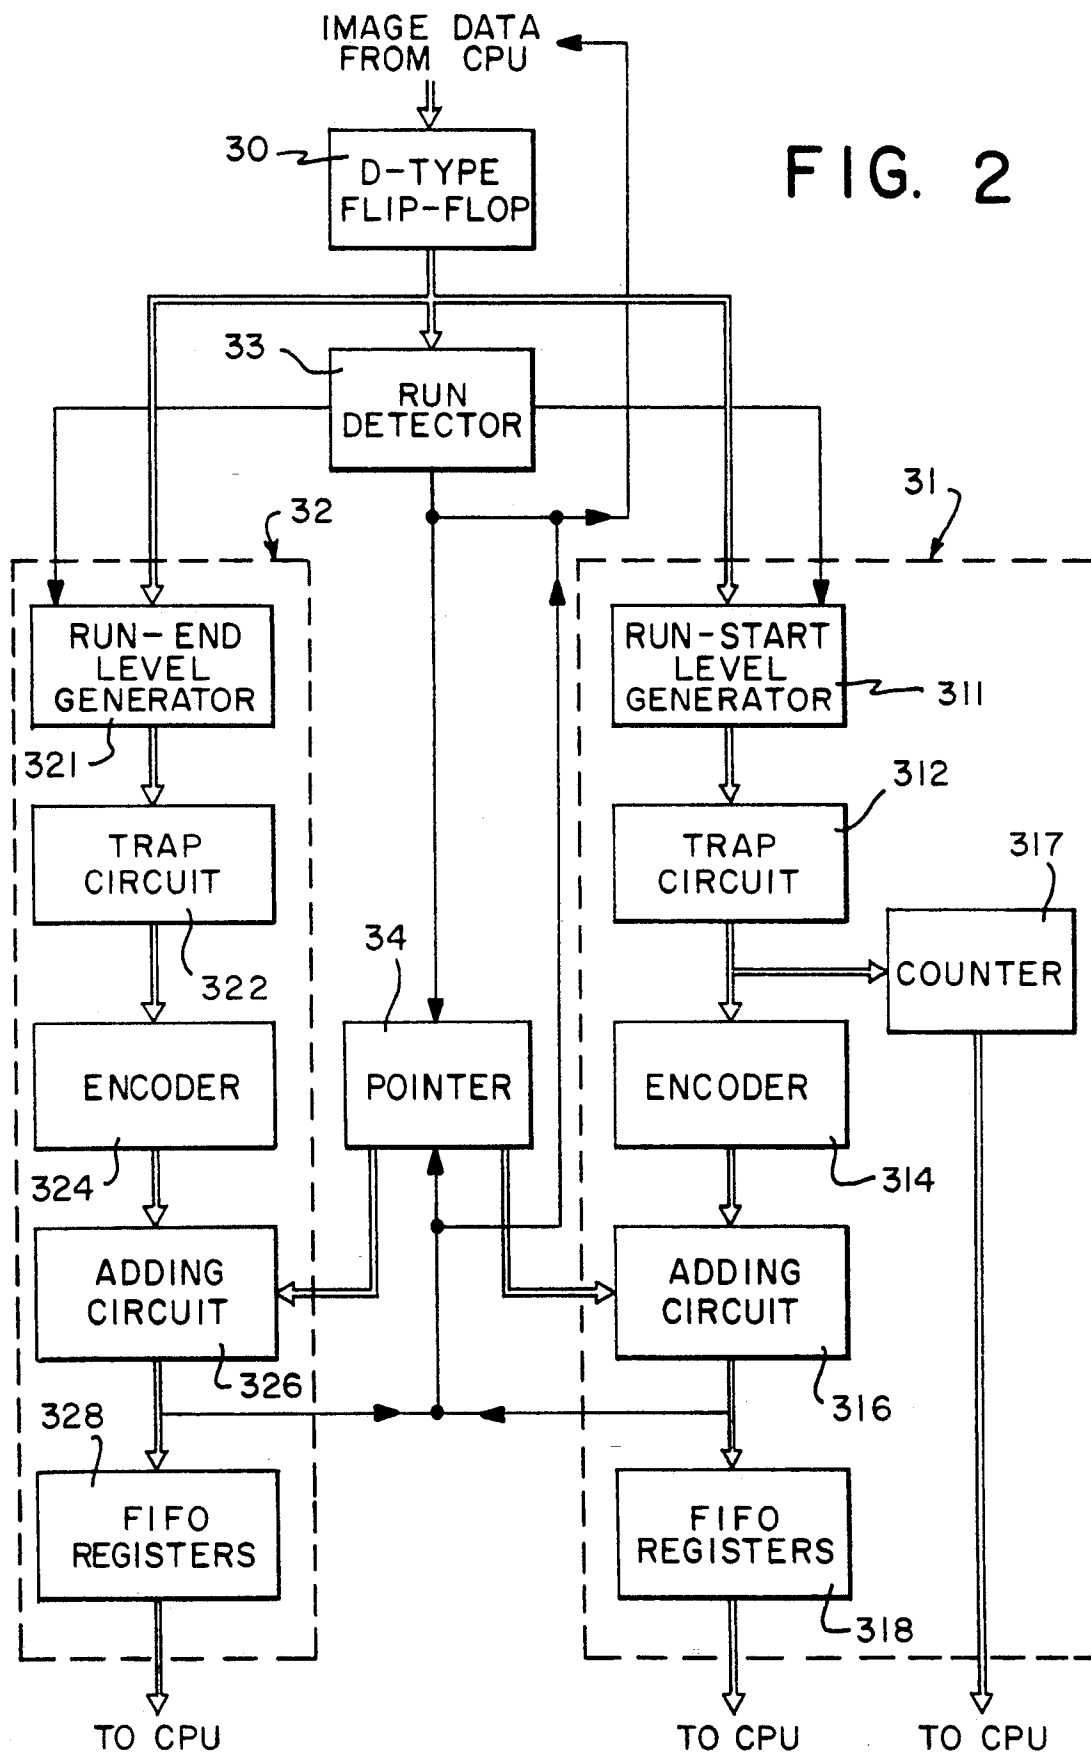 IMAGE DATA
FROM CPU
FIG. 2
30
D-TYPE
FLIP-FLOP
33
RUN
DETECTOR
32
31
RUN-END
LEVEL
GENERATOR
321
RUN-START
LEVEL
GENERATOR
311
TRAP
CIRCUIT
322
312
TRAP
CIRCUIT
317
COUNTER
34
POINTER
ENCODER
324
ENCODER
314
ADDING
CIRCUIT
326
ADDING
CIRCUIT
316
328
FIFO
REGISTERS
FIFO
REGISTERS
318
TO CPU
TO CPU
TO CPU